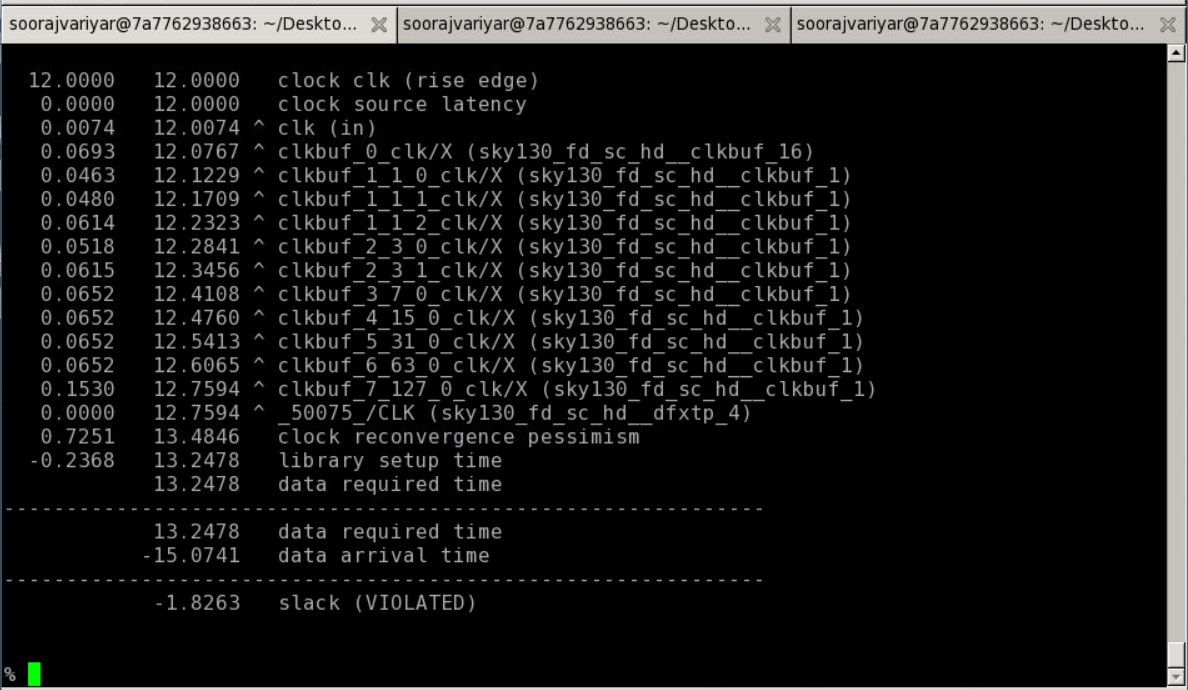 soorajvariyar@7a7762938663: ~/Deskto... soorajvariyar@7a7762938663: ~/Deskto... soorajvariyar@7a7762938663: ~/Deskto...
12.0000 12.0000 clock clk (rise edge)
0.0000 12.0000 clock source latency
0.0074 12.0074 ^ clk (in)
0.0693 12.0767 ^ clkbuf_0_clk/X (sky130_fd_sc_hd__clkbuf_16)
0.0463 12.1229 ^ clkbuf_1_1_0_clk/X (sky130_fd_sc_hd__clkbuf_1)
0.0480 12.1709 ^ clkbuf_1_1_1_clk/X (sky130_fd_sc_hd__clkbuf_1)
0.0614 12.2323 ^ clkbuf_1_1_2_clk/X (sky130_fd_sc_hd__clkbuf_1)
0.0518 12.2841 ^ clkbuf_2_3_0_clk/X (sky130_fd_sc_hd__clkbuf_1)
0.0615 12.3456 ^ clkbuf_2_3_1_clk/X (sky130_fd_sc_hd__clkbuf_1)
0.0652 12.4108 ^ clkbuf_3_7_0_clk/X (sky130_fd_sc_hd__clkbuf_1)
0.0652 12.4760 ^ clkbuf_4_15_0_clk/X (sky130_fd_sc_hd__clkbuf_1)
0.0652 12.5413 ^ clkbuf_5_31_0_clk/X (sky130_fd_sc_hd__clkbuf_1)
0.0652 12.6065 ^ clkbuf_6_63_0_clk/X (sky130_fd_sc_hd__clkbuf_1)
0.1530 12.7594 ^ clkbuf_7_127_0_clk/X (sky130_fd_sc_hd__clkbuf_1)
0.0000 12.7594 ^ _50075_/CLK (sky130_fd_sc_hd__dfxtp_4)
0.7251 13.4846 clock reconvergence pessimism
-0.2368 13.2478 library setup time
13.2478 data required time
-------------------------------------------------------------
13.2478 data required time
-15.0741 data arrival time
-------------------------------------------------------------
-1.8263 slack (VIOLATED)
%